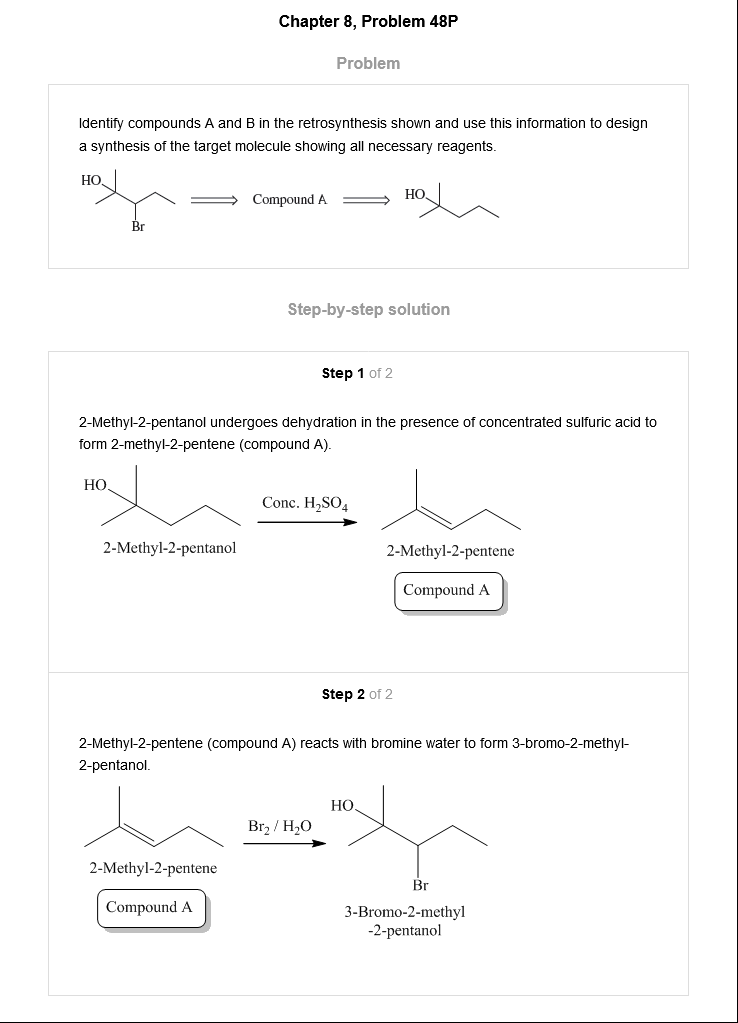 Chapter 8, Problem 48P
Problem
Identify compounds A and B in the retrosynthesis shown and use this information to design
a synthesis of the target molecule showing all necessary reagents.
HO
Br
Compound A
HO
Step-by-step solution
Step 1 of 2
2-Methyl-2-pentanol undergoes dehydration in the presence of concentrated sulfuric acid to
form 2-methyl-2-pentene (compound A).
HO
Conc. H₂SO₄
2-Methyl-2-pentanol
2-Methyl-2-pentene
Compound A
Step 2 of 2
2-Methyl-2-pentene (compound A) reacts with bromine water to form 3-bromo-2-methyl-
2-pentanol.
Br₂ / H₂O
HO
Br
2-Methyl-2-pentene
Compound A
3-Bromo-2-methyl
-2-pentanol